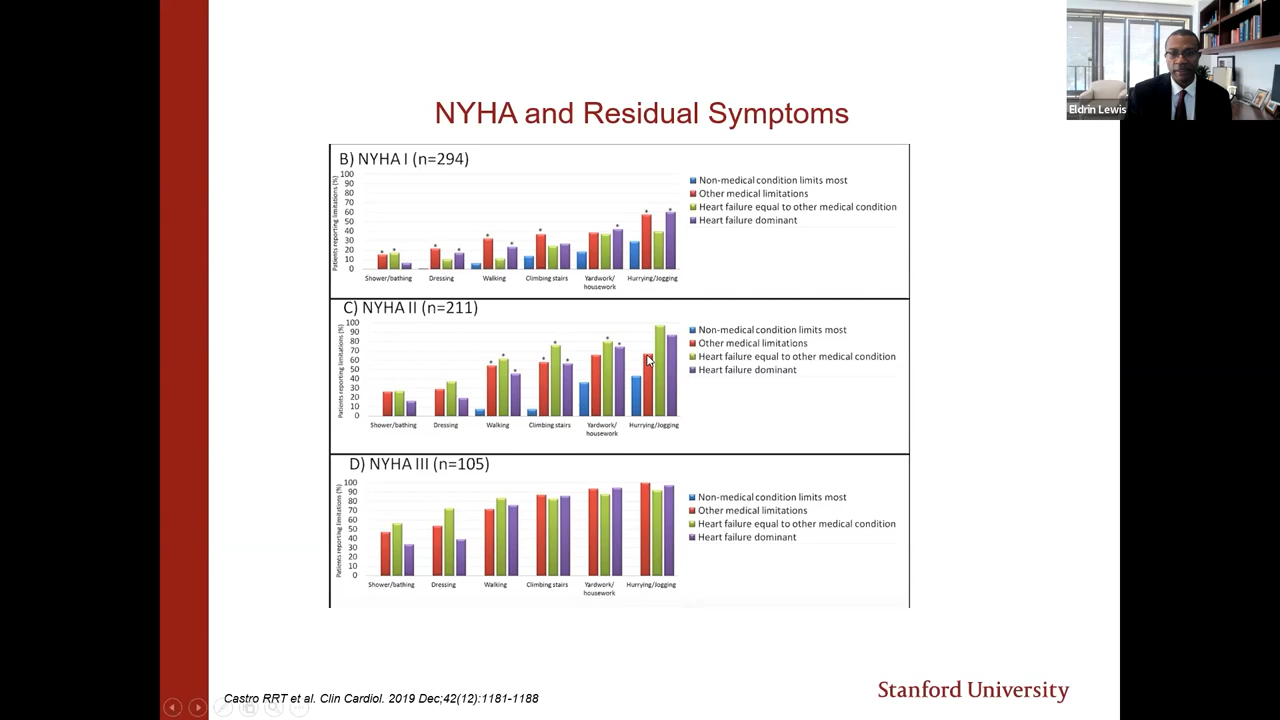 Eldrin Lewis
NYHA and Residual Symptoms
B) NYHA I (n=294)
Patients reporting limitations (%)
100
90
80
70
60
50
40
30
20
10
0
* * * * * * * * * *
Shower/bathing Dressing Walking Climbing stairs Yardwork/ Hurrying/Jogging
housework
Non-medical condition limits most
Other medical limitations
Heart failure equal to other medical condition
Heart failure dominant
C) NYHA II (n=211)
Patients reporting limitations (%)
100
90
80
70
60
50
40
30
20
10
0
* * * * * * * *
Shower/bathing Dressing Walking Climbing stairs Yardwork/ Hurrying/Jogging
housework
Non-medical condition limits most
Other medical limitations
Heart failure equal to other medical condition
Heart failure dominant
D) NYHA III (n=105)
Patients reporting limitations (%)
100
90
80
70
60
50
40
30
20
10
0
Shower/bathing Dressing Walking Climbing stairs Yardwork/ Hurrying/Jogging
housework
Non-medical condition limits most
Other medical limitations
Heart failure equal to other medical condition
Heart failure dominant
Castro RRT et al. Clin Cardiol. 2019 Dec;42(12):1181-1188
Stanford University